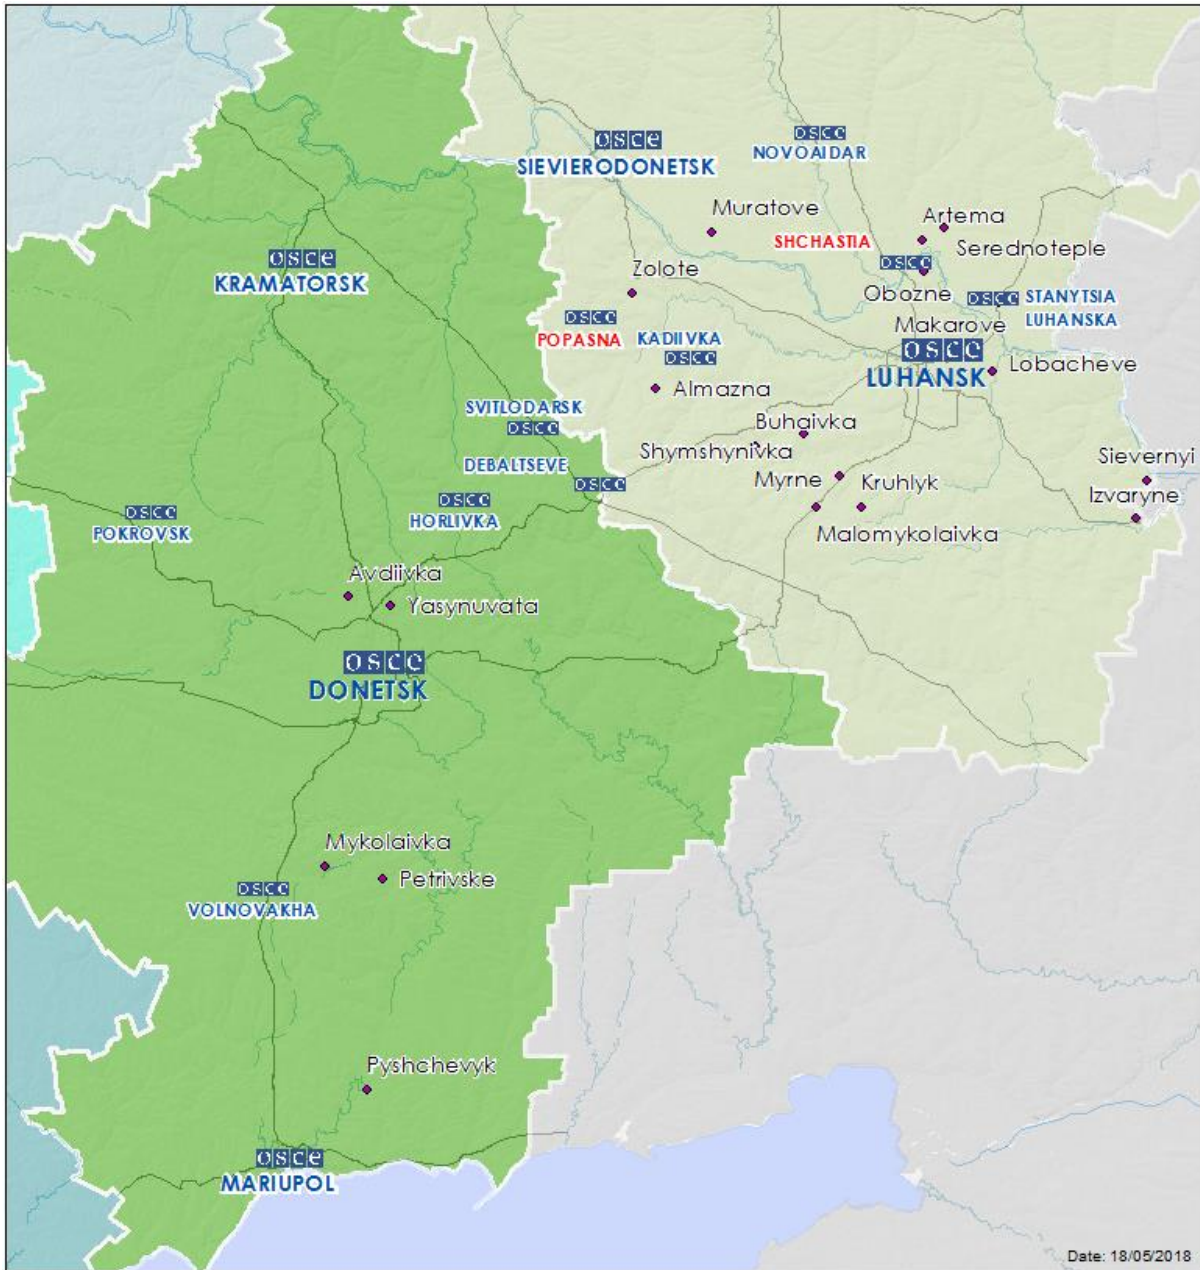 osce
SIEVIERODONETSK
osce
NOVOAIDAR
Muratove
Artema
SHCHASTIA
Serednoteple
osce
KRAMATORSK
Zolote
osce
Obozne
osce
STANYTSIA
LUHANSKA
osce
POPASNA
KADIIVKA
osce
Makarove
osce
LUHANSK
Lobacheve
Almazna
SVITLODARSK
osce
Buhaivka
Shymshynivka
DEBALTSEVE
osce
Myrne
Kruhlyk
Sievernyi
Izvaryne
osce
POKROVSK
osce
HORLIVKA
Malomykolaivka
Avdiivka
Yasynuvata
osce
DONETSK
Mykolaivka
Petrivske
osce
VOLNOVAKHA
Pyshchevyk
osce
MARIUPOL
Date: 18/05/2018